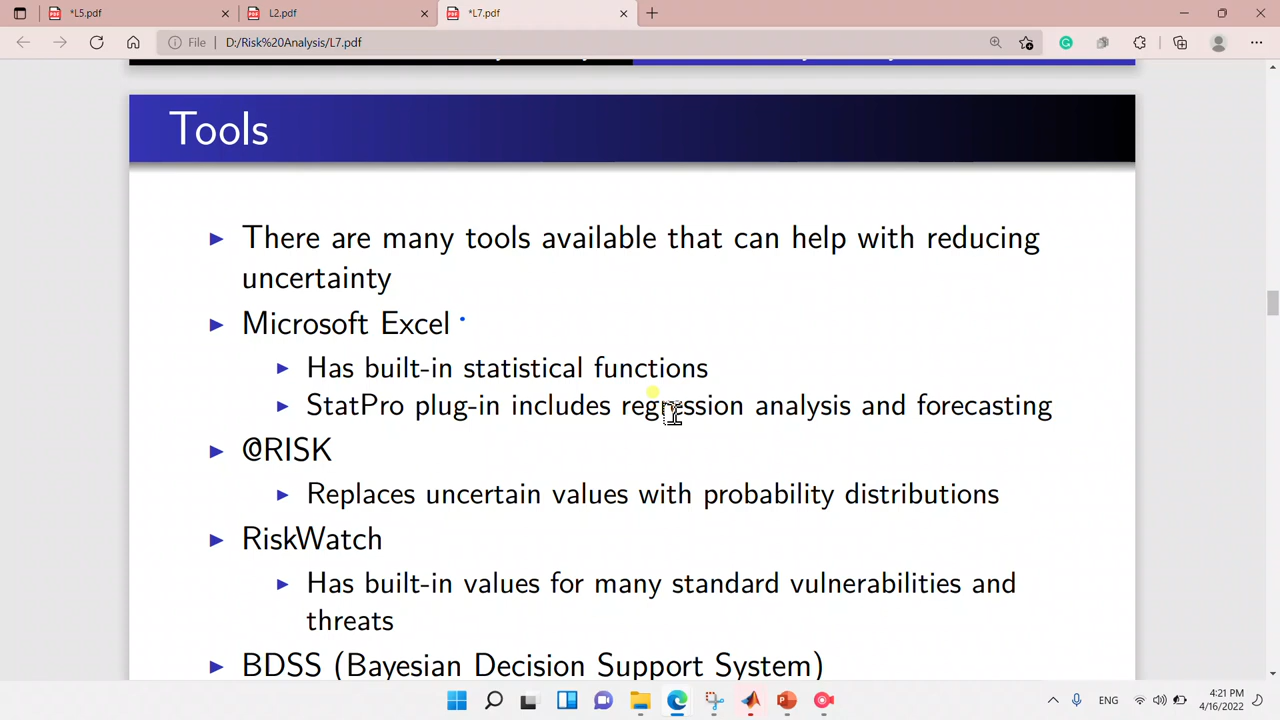 *L5.pdf
L2.pdf
*L7.pdf
File
D:/Risk%20Analysis/L7.pdf
Tools
There are many tools available that can help with reducing
uncertainty
Microsoft Excel
Has built-in statistical functions
StatPro plug-in includes regression analysis and forecasting
@RISK
Replaces uncertain values with probability distributions
RiskWatch
Has built-in values for many standard vulnerabilities and
threats
BDSS (Bayesian Decision Support System)
ENG
4:21 PM
4/16/2022